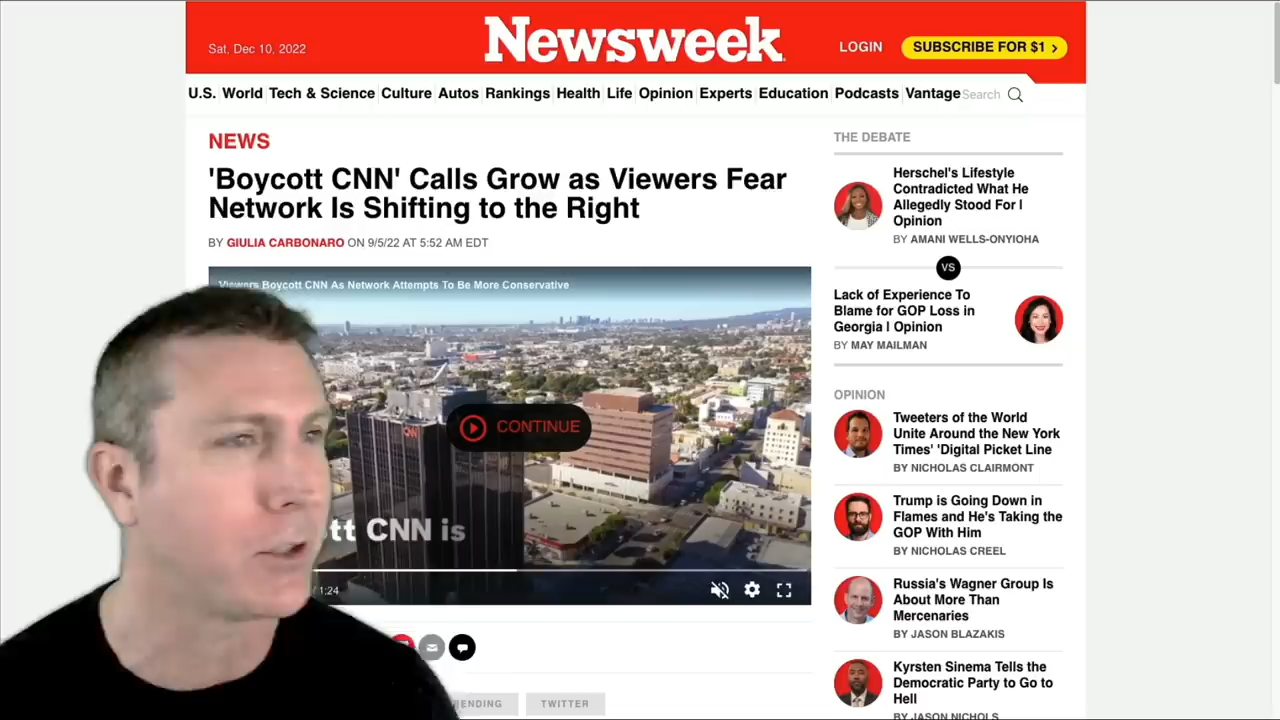 Sat, Dec 10, 2022
Newsweek
LOGIN
SUBSCRIBE FOR $1 >
U.S. World Tech & Science Culture Autos Rankings Health Life Opinion Experts Education Podcasts Vantage Search
NEWS
'Boycott CNN' Calls Grow as Viewers Fear
Network Is Shifting to the Right
BY GIULIA CARBONARO ON 9/5/22 AT 5:52 AM EDT
Viewers Boycott CNN As Network Attempts To Be More Conservative
CNN
CONTINUE
CNN is
/ 1:24
TWITTER
THE DEBATE
Herschel's Lifestyle
Contradicted What He
Allegedly Stood For |
Opinion
BY AMANI WELLS-ONYIOHA
VS
Lack of Experience To
Blame for GOP Loss in
Georgia | Opinion
BY MAY MAILMAN
OPINION
Tweeters of the World
Unite Around the New York
Times' 'Digital Picket Line
BY NICHOLAS CLAIRMONT
Trump is Going Down in
Flames and He's Taking the
GOP With Him
BY NICHOLAS CREEL
Russia's Wagner Group Is
About More Than
Mercenaries
BY JASON BLAZAKIS
Kyrsten Sinema Tells the
Democratic Party to Go to
Hell
BY JASON NICHOLS